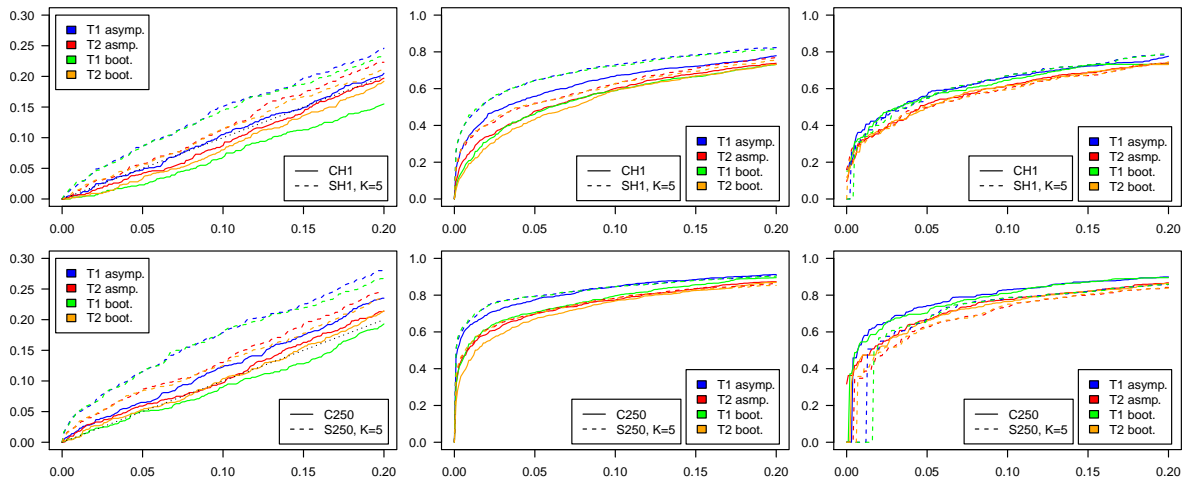 0.30
0.25
0.20
0.15
0.10
0.05
0.00
T1 asymp.
T2 asmp.
T1 boot.
T2 boot.
CH1
SH1, K=5
0.00 0.05 0.10 0.15 0.20
1.0
0.8
0.6
0.4
0.2
0.0
T1 asymp.
T2 asmp.
T1 boot.
T2 boot.
CH1
SH1, K=5
0.00 0.05 0.10 0.15 0.20
1.0
0.8
0.6
0.4
0.2
0.0
T1 asymp.
T2 asmp.
T1 boot.
T2 boot.
CH1
SH1, K=5
0.00 0.05 0.10 0.15 0.20
0.30
0.25
0.20
0.15
0.10
0.05
0.00
T1 asymp.
T2 asmp.
T1 boot.
T2 boot.
C250
S250, K=5
0.00 0.05 0.10 0.15 0.20
1.0
0.8
0.6
0.4
0.2
0.0
T1 asymp.
T2 asmp.
T1 boot.
T2 boot.
C250
S250, K=5
0.00 0.05 0.10 0.15 0.20
1.0
0.8
0.6
0.4
0.2
0.0
T1 asymp.
T2 asmp.
T1 boot.
T2 boot.
C250
S250, K=5
0.00 0.05 0.10 0.15 0.20